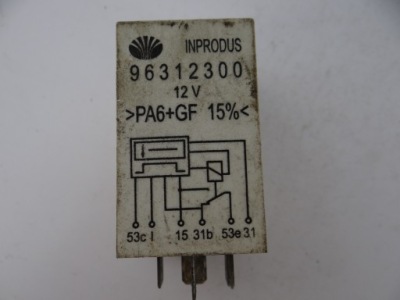 INPRODUS
96312300
12 V
>PA6+GF 15%<
53c I 15 31b 53e 31